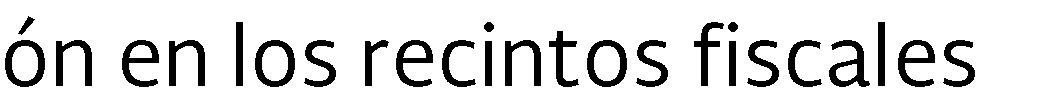 ón en los recintos fiscales